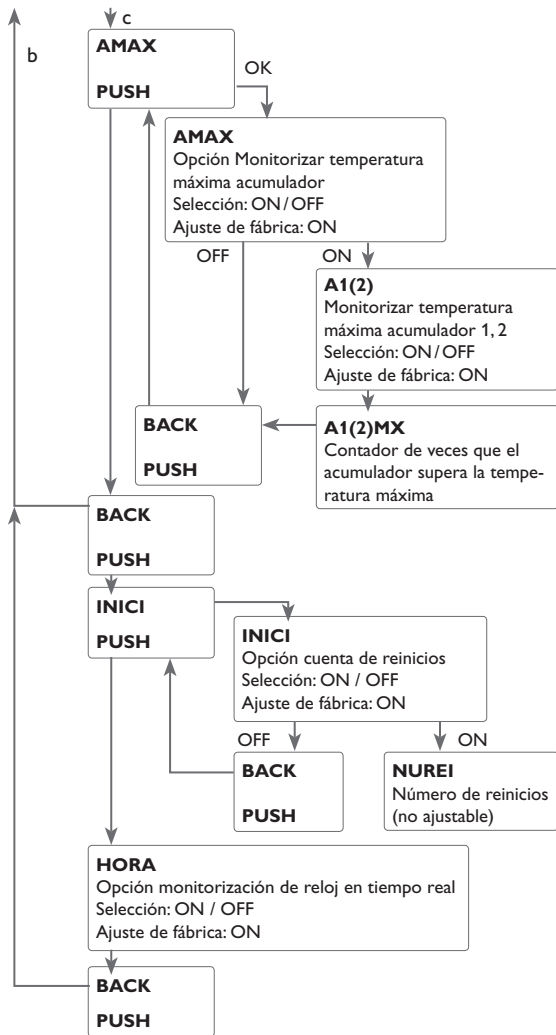 c
b
AMAX
PUSH
OK
AMAX
Opción Monitorizar temperatura
máxima acumulador
Selección: ON / OFF
Ajuste de fábrica: ON
OFF
ON
A1(2)
Monitorizar temperatura
máxima acumulador 1, 2
Selección: ON / OFF
Ajuste de fábrica: ON
BACK
PUSH
A1(2)MX
Contador de veces que el
acumulador supera la tempe-
ratura máxima
BACK
PUSH
INICI
PUSH
INICI
Opción cuenta de reinicios
Selección: ON / OFF
Ajuste de fábrica: ON
OFF
ON
BACK
PUSH
NUREI
Número de reinicios
(no ajustable)
HORA
Opción monitorización de reloj en tiempo real
Selección: ON / OFF
Ajuste de fábrica: ON
BACK
PUSH